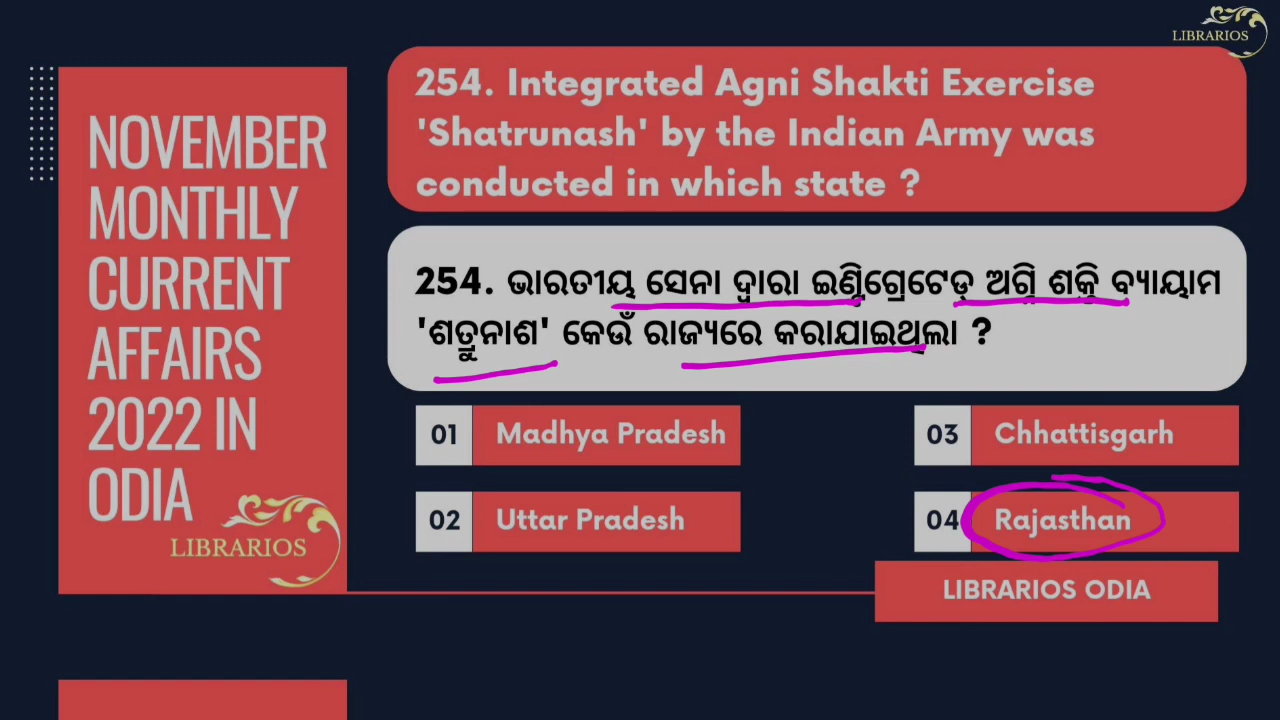 LIBRARIOS
NOVEMBER
MONTHLY
CURRENT
AFFAIRS
2022 IN
ODIA
LIBRARIOS
254. Integrated Agni Shakti Exercise
'Shatrunash' by the Indian Army was
conducted in which state ?
254. ଭାରତୀୟ ସେନା ଦ୍ୱାରା ଇଣ୍ଟିଗ୍ରେଟେଡ୍ ଅଗ୍ନି ଶକ୍ତି ବ୍ୟାୟାମ
'ଶତ୍ରୁନାଶ' କେଉଁ ରାଜ୍ୟରେ କରାଯାଇଥିଲା ?
01 Madhya Pradesh
02 Uttar Pradesh
03 Chhattisgarh
04 Rajasthan
LIBRARIOS ODIA